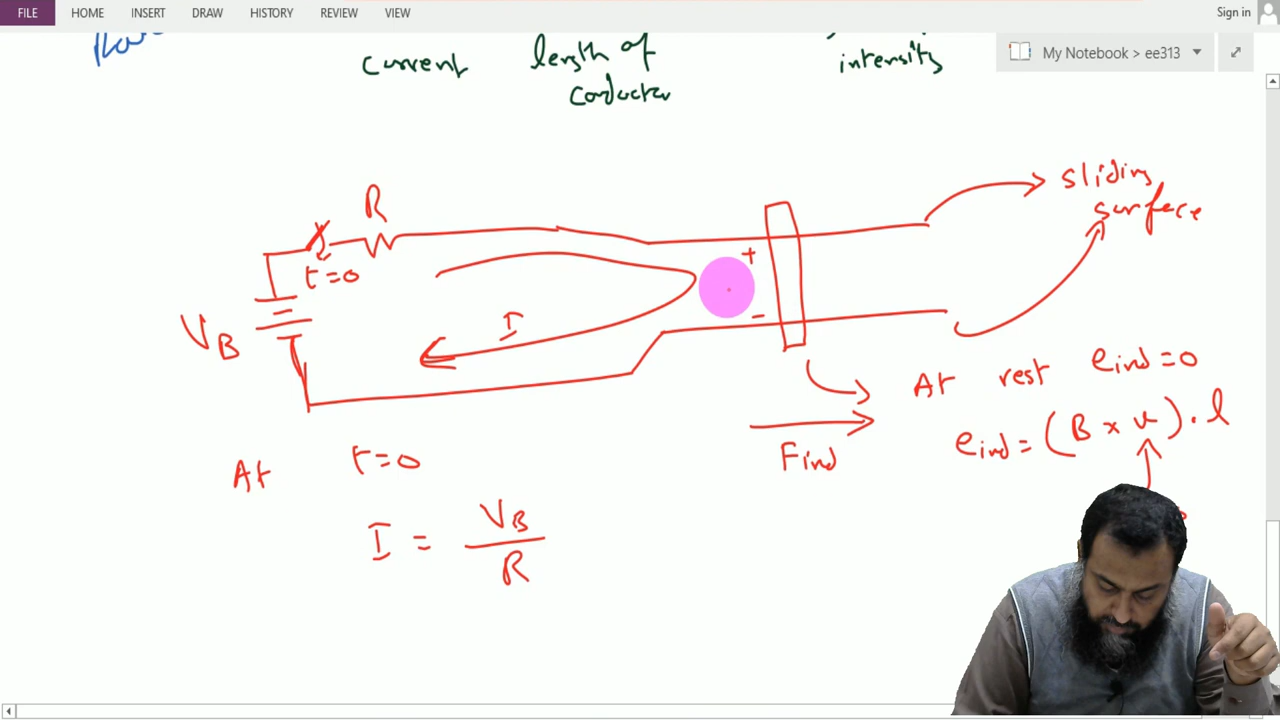 FILE HOME INSERT DRAW HISTORY REVIEW VIEW
Sign in
My Notebook > ee313
current length of intensity
conductor
sliding
surface
R
t=0
+
I
-
VB
At rest eind=0
eind = (B × v) . l
Find
At t=0
I = VB
R